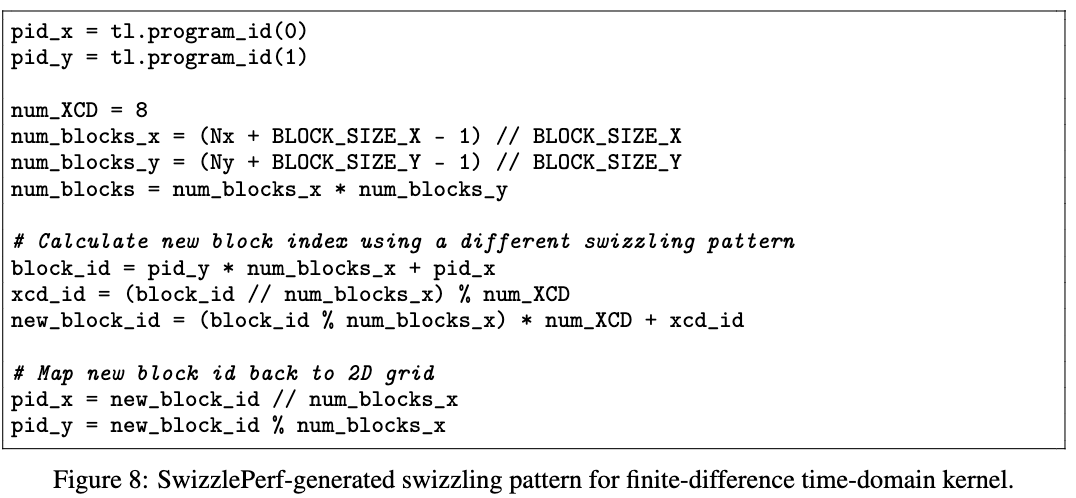 pid_x = tl.program_id(0)
pid_y = tl.program_id(1)
num_XCD = 8
num_blocks_x = (Nx + BLOCK_SIZE_X - 1) // BLOCK_SIZE_X
num_blocks_y = (Ny + BLOCK_SIZE_Y - 1) // BLOCK_SIZE_Y
num_blocks = num_blocks_x * num_blocks_y
# Calculate new block index using a different swizzling pattern
block_id = pid_y * num_blocks_x + pid_x
xcd_id = (block_id // num_blocks_x) % num_XCD
new_block_id = (block_id % num_blocks_x) * num_XCD + xcd_id
# Map new block id back to 2D grid
pid_x = new_block_id // num_blocks_x
pid_y = new_block_id % num_blocks_x
Figure 8: SwizzlePerf-generated swizzling pattern for finite-difference time-domain kernel.